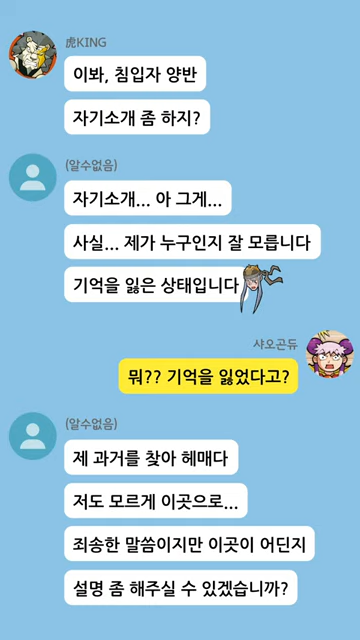 虎KING
이봐, 침입자 양반
자기소개 좀 하지?
(알수없음)
자기소개... 아 그게...
사실... 제가 누구인지 잘 모릅니다
기억을 잃은 상태입니다
샤오곤듀
뭐?? 기억을 잃었다고?
(알수없음)
제 과거를 찾아 헤매다
저도 모르게 이곳으로...
죄송한 말씀이지만 이곳이 어딘지
설명 좀 해주실 수 있겠습니까?